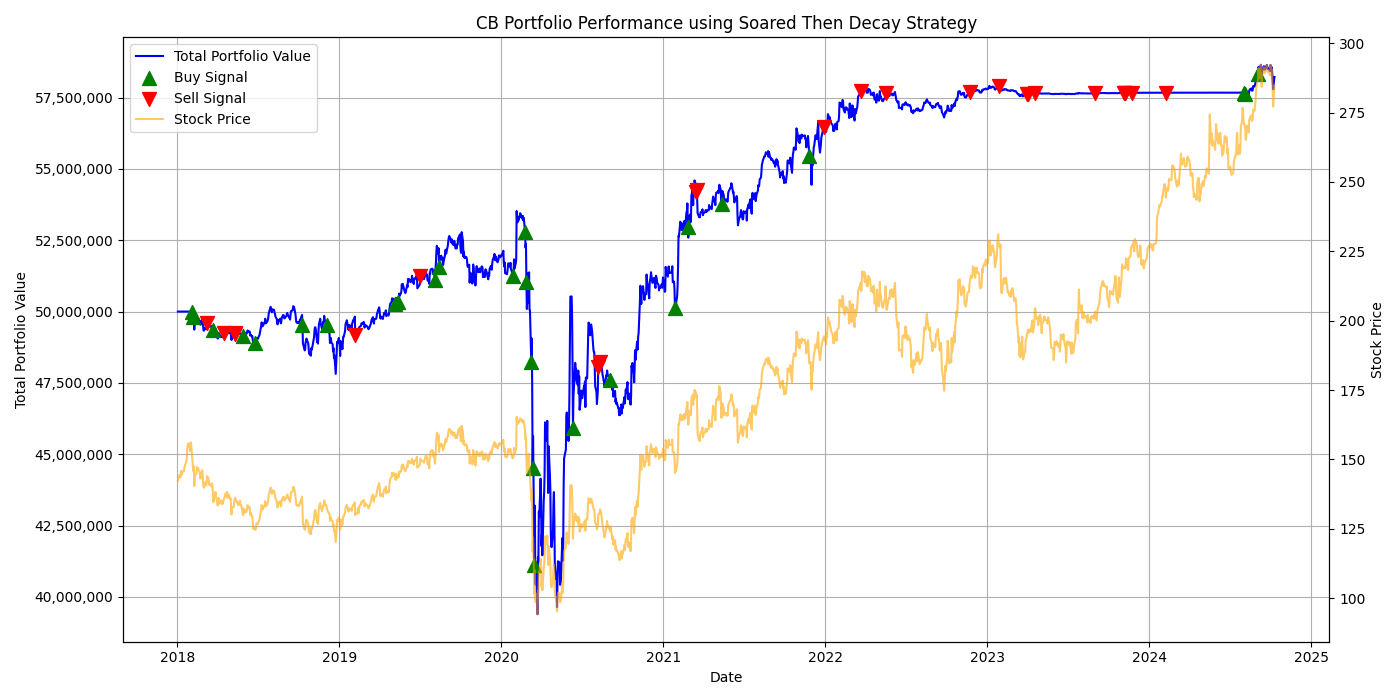 CB Portfolio Performance using Soared Then Decay Strategy
Total Portfolio Value
Buy Signal
Sell Signal
Stock Price
57,500,000
55,000,000
52,500,000
50,000,000
47,500,000
45,000,000
42,500,000
40,000,000
Total Portfolio Value
300
275
250
225
200
175
150
125
100
Stock Price
2018 2019 2020 2021 2022 2023 2024 2025
Date